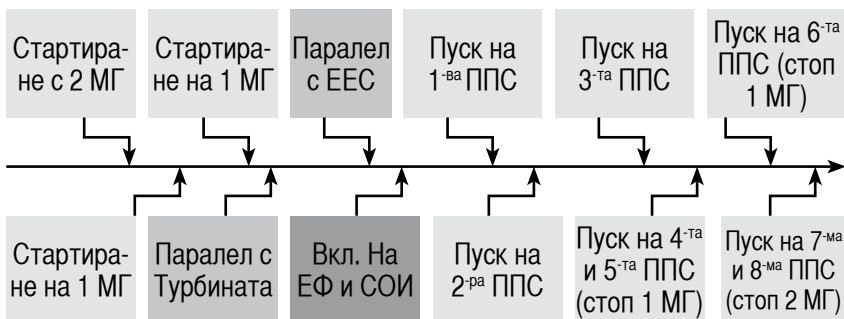 Стартира-
не с 2 МГ
Стартира-
не на 1 МГ
Паралел
с ЕЕС
Пуск на
1-ва ППС
Пуск на
3-та ППС
Пуск на 6-та
ППС (стоп
1 МГ)
Стартира-
не на 1 МГ
Паралел с
Турбината
Вкл. На
ЕФ и СОИ
Пуск на
2-ра ППС
Пуск на 4-та
и 5-та ППС
(стоп 1 МГ)
Пуск на 7-ма
и 8-ма ППС
(стоп 2 МГ)